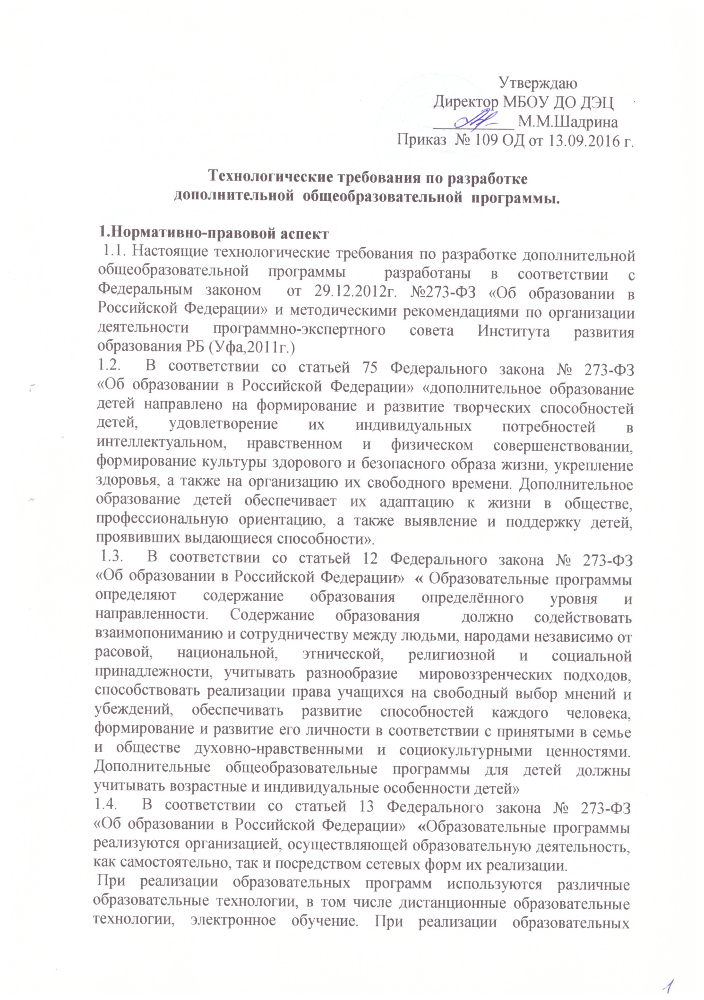 Утверждаю
Директор МБОУ ДО ДЭЦ
__________ М.М.Шадрина
Приказ № 109 ОД от 13.09.2016 г.
Технологические требования по разработке
дополнительной общеобразовательной программы.
1.Нормативно-правовой аспект
1.1. Настоящие технологические требования по разработке дополнительной
общеобразовательной программы разработаны в соответствии с
Федеральным законом от 29.12.2012г. №273-ФЗ «Об образовании в
Российской Федерации» и методическими рекомендациями по организации
деятельности программно-экспертного совета Института развития
образования РБ (Уфа,2011г.)
1.2. В соответствии со статьей 75 Федерального закона № 273-ФЗ
«Об образовании в Российской Федерации» «дополнительное образование
детей направлено на формирование и развитие творческих способностей
детей, удовлетворение их индивидуальных потребностей в
интеллектуальном, нравственном и физическом совершенствовании,
формирование культуры здорового и безопасного образа жизни, укрепление
здоровья, а также на организацию их свободного времени. Дополнительное
образование детей обеспечивает их адаптацию к жизни в обществе,
профессиональную ориентацию, а также выявление и поддержку детей,
проявивших выдающиеся способности».
1.3. В соответствии со статьей 12 Федерального закона № 273-ФЗ
«Об образовании в Российской Федерации» « Образовательные программы
определяют содержание образования определённого уровня и
направленности. Содержание образования должно содействовать
взаимопониманию и сотрудничеству между людьми, народами независимо от
расовой, национальной, этнической, религиозной и социальной
принадлежности, учитывать разнообразие мировоззренческих подходов,
способствовать реализации права учащихся на свободный выбор мнений и
убеждений, обеспечивать развитие способностей каждого человека,
формирование и развитие его личности в соответствии с принятыми в семье
и обществе духовно-нравственными и социокультурными ценностями.
Дополнительные общеобразовательные программы для детей должны
учитывать возрастные и индивидуальные особенности детей»
1.4. В соответствии со статьей 13 Федерального закона № 273-ФЗ
«Об образовании в Российской Федерации» «Образовательные программы
реализуются организацией, осуществляющей образовательную деятельность,
как самостоятельно, так и посредством сетевых форм их реализации.
При реализации образовательных программ используются различные
образовательные технологии, в том числе дистанционные образовательные
технологии, электронное обучение. При реализации образовательных
1